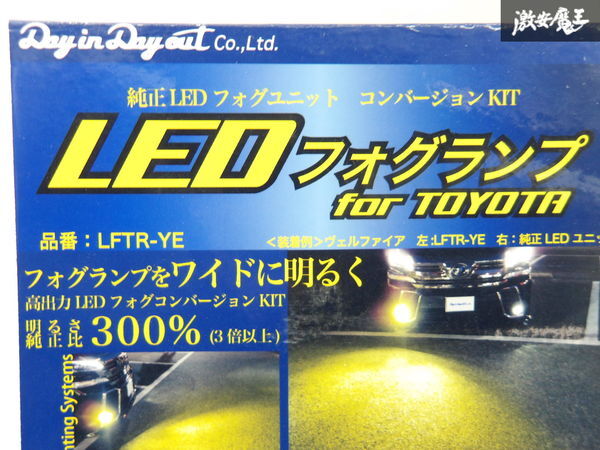 Day in Day out Co.,Ltd.
激安魔王
純正LED フォグユニット コンバージョンKIT
LEDフォグランプ
for TOYOTA
品番：LFTR-YE
<装着例>ヴェルファイア 左:LFTR-YE 右：純正LEDユニッ
フォグランプをワイドに明るく
高出力LEDフォグコンバージョンKIT
明るさ
純正比 300% (3倍以上)
hting Systems